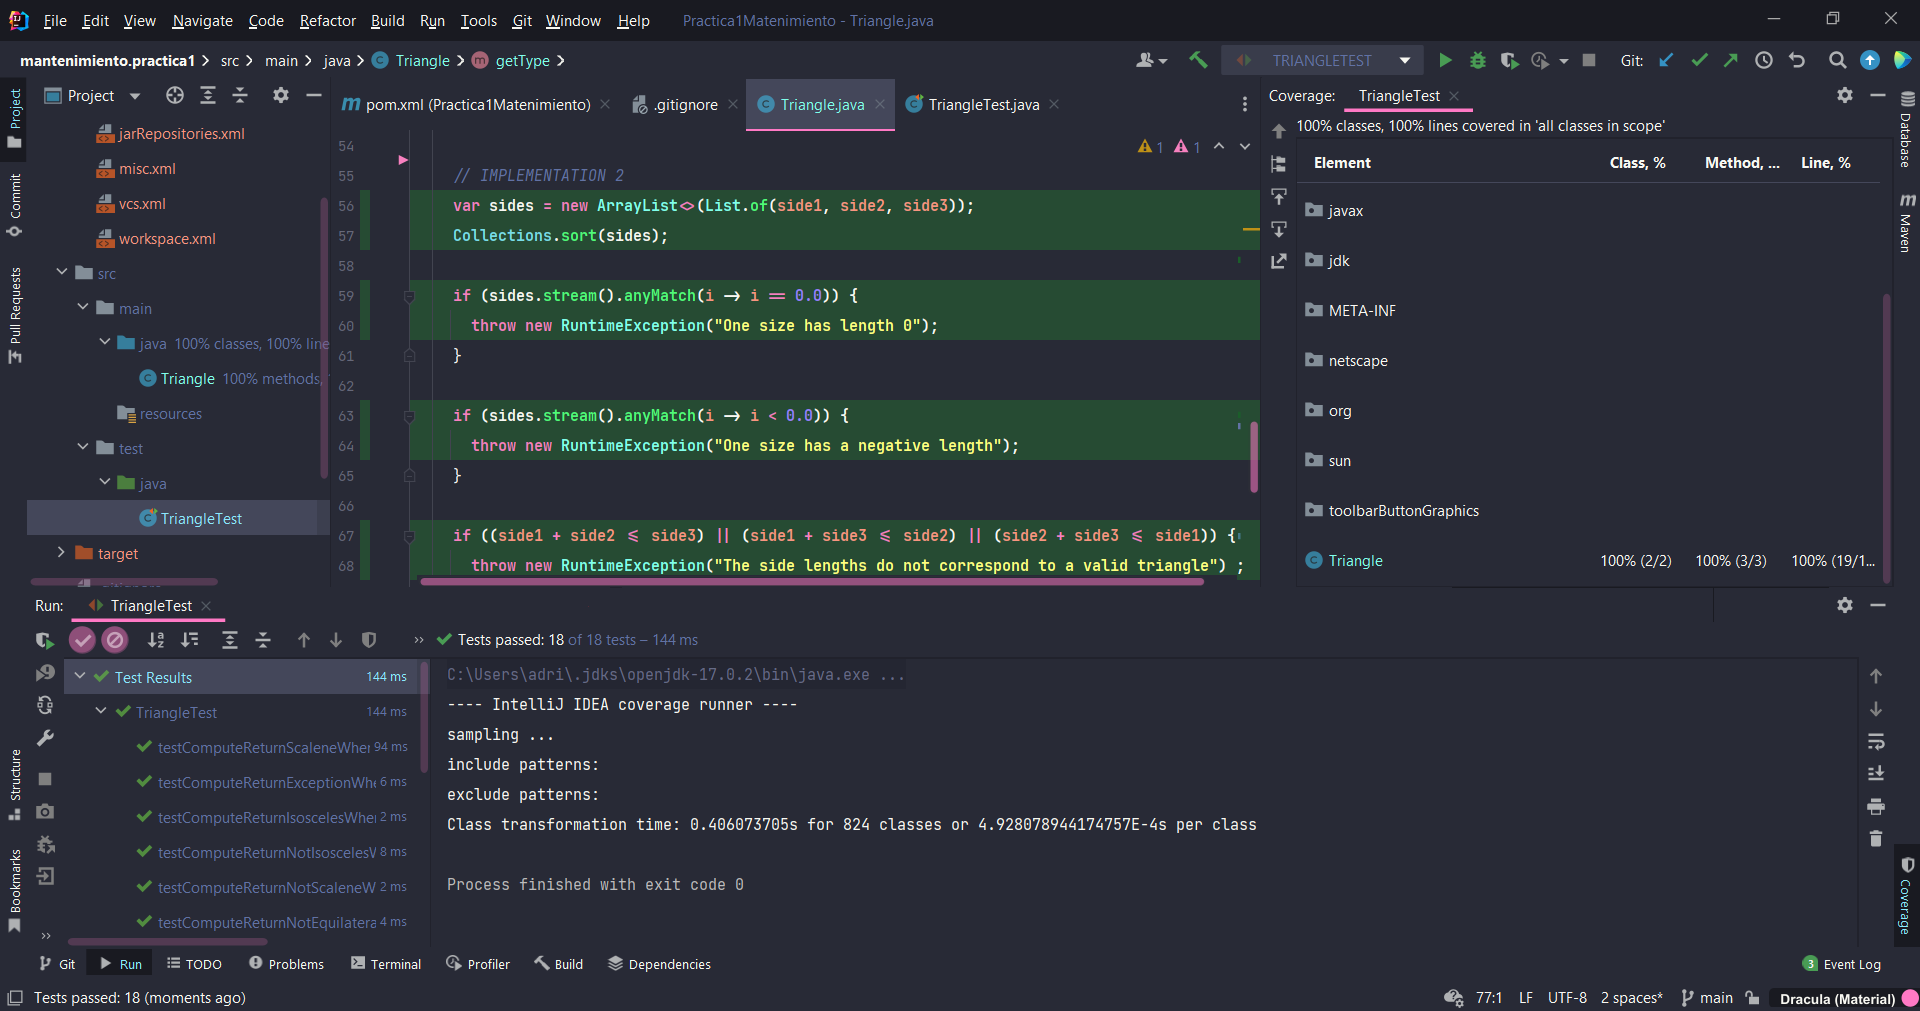 File Edit View Navigate Code Refactor Build Run Tools Git Window Help Practica1Matenimiento - Triangle.java
mantenimiento.practica1 src main java Triangle getType TRIANGLETEST Git:
Project
Project
Commit
Pull Requests
Structure
Bookmarks
jarRepositories.xml
misc.xml
vcs.xml
workspace.xml
src
main
java 100% classes, 100% line
Triangle 100% methods,
resources
test
java
TriangleTest
target
pom.xml (Practica1Matenimiento) .gitignore Triangle.java TriangleTest.java
1 1
54
55 // IMPLEMENTATION 2
56 var sides = new ArrayList<>(List.of(side1, side2, side3));
57 Collections.sort(sides);
58
59 if (sides.stream().anyMatch(i -> i == 0.0)) {
60 throw new RuntimeException("One size has length 0");
61 }
62
63 if (sides.stream().anyMatch(i -> i < 0.0)) {
64 throw new RuntimeException("One size has a negative length");
65 }
66
67 if ((side1 + side2 <= side3) || (side1 + side3 <= side2) || (side2 + side3 <= side1)) {
68 throw new RuntimeException("The side lengths do not correspond to a valid triangle") ;
Coverage: TriangleTest
100% classes, 100% lines covered in 'all classes in scope'
Element Class, % Method, ... Line, %
javax
jdk
META-INF
netscape
org
sun
toolbarButtonGraphics
Triangle 100% (2/2) 100% (3/3) 100% (19/1...
Database
Maven
Coverage
Run: TriangleTest
Tests passed: 18 of 18 tests – 144 ms
Test Results 144 ms
TriangleTest 144 ms
testComputeReturnScaleneWher 94 ms
testComputeReturnExceptionWhe 6 ms
testComputeReturnIsoscelesWher 2 ms
testComputeReturnNotIsoscelesW 8 ms
testComputeReturnNotScaleneW 2 ms
testComputeReturnNotEquilatera 4 ms
C:\Users\adri\.jdks\openjdk-17.0.2\bin\java.exe ...
---- IntelliJ IDEA coverage runner ----
sampling ...
include patterns:
exclude patterns:
Class transformation time: 0.406073705s for 824 classes or 4.928078944174757E-4s per class
Process finished with exit code 0
Git Run TODO Problems Terminal Profiler Build Dependencies 3 Event Log
Tests passed: 18 (moments ago) 77:1 LF UTF-8 2 spaces* main Dracula (Material)